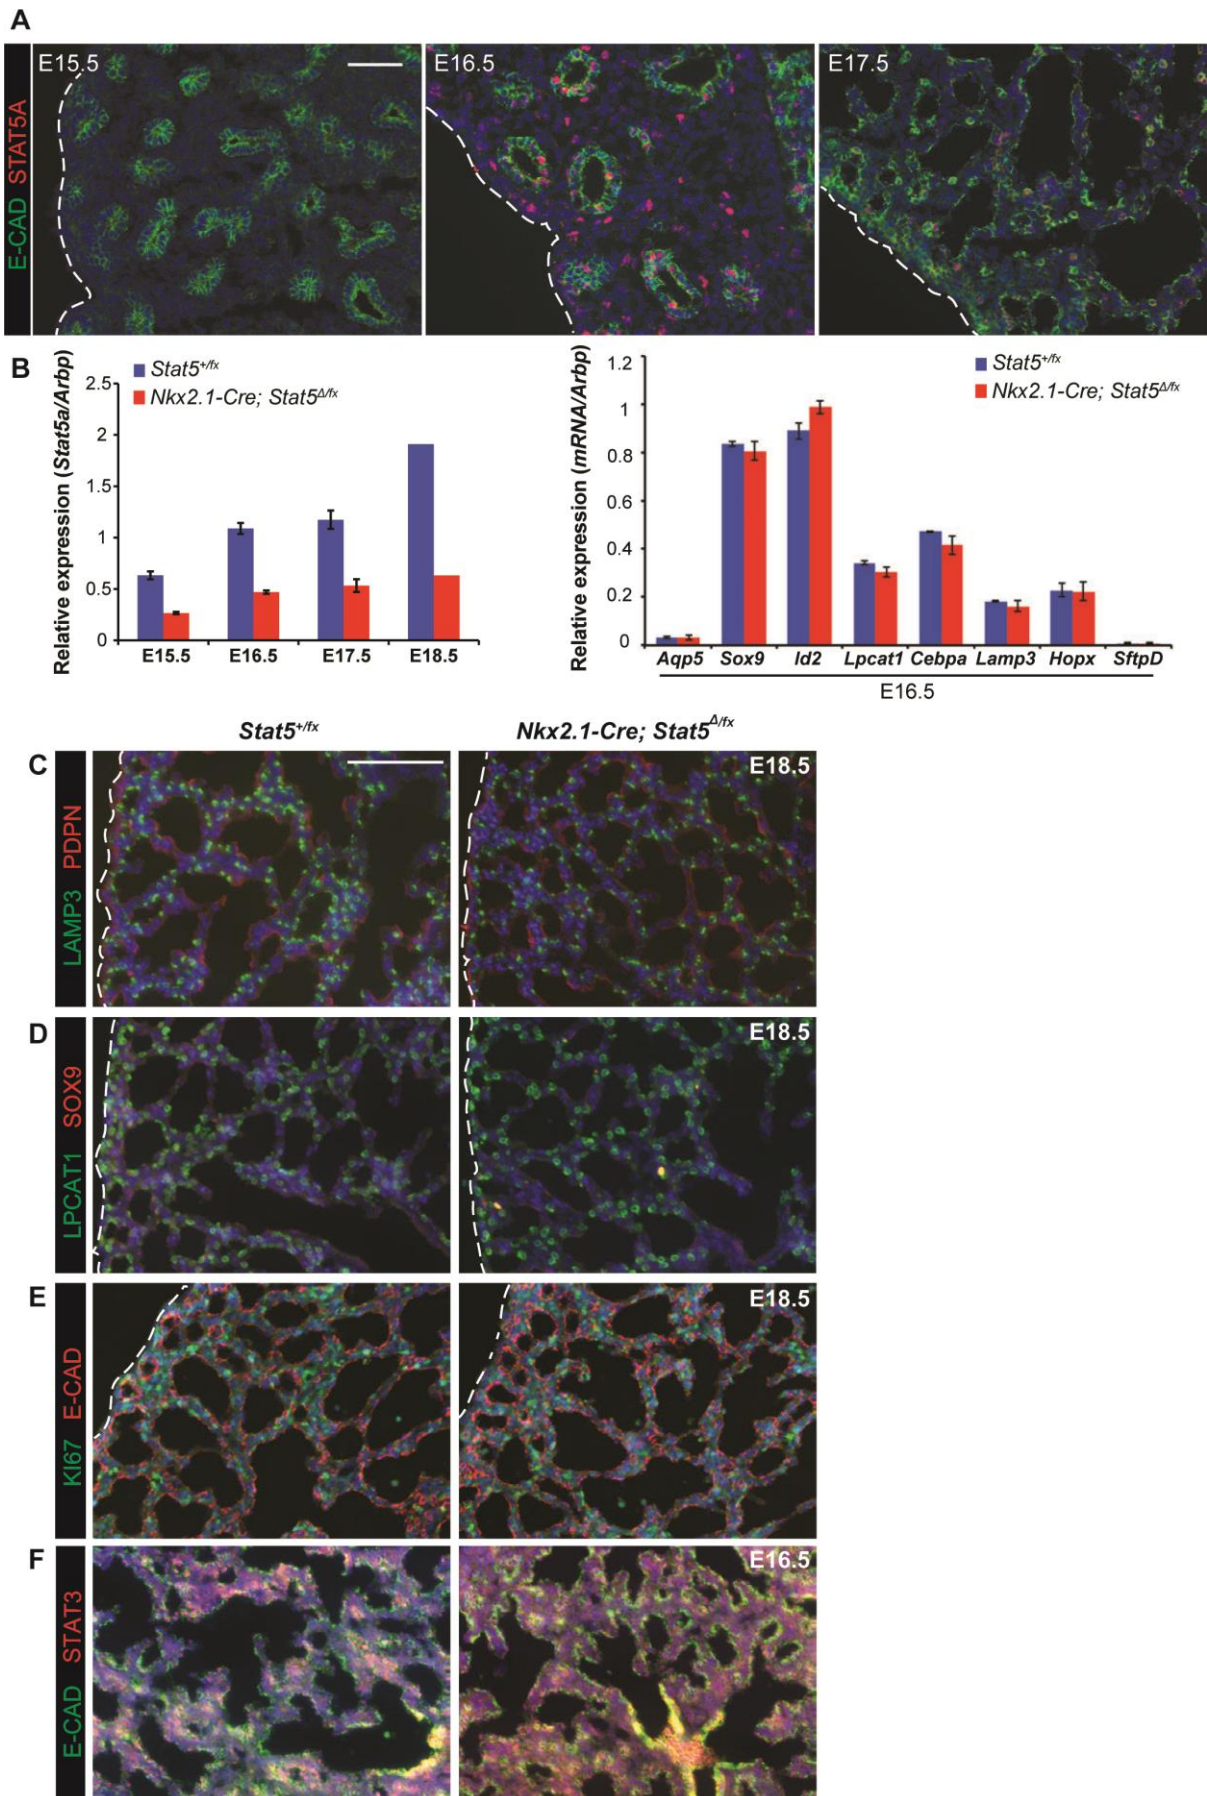 A
E-CAD STAT5A
E15.5
E16.5
E17.5
B
Relative expression (Stat5a/Arbp)
2.5
2
1.5
1
0.5
0
Stat5+/fx
Nkx2.1-Cre; Stat5Δ/fx
E15.5 E16.5 E17.5 E18.5
Relative expression (mRNA/Arbp)
1.2
1
0.8
0.6
0.4
0.2
0
Stat5+/fx
Nkx2.1-Cre; Stat5Δ/fx
Aqp5 Sox9 Id2 Lpcat1 Cebpa Lamp3 Hopx SftpD
E16.5
Stat5+/fx Nkx2.1-Cre; Stat5Δ/fx
C
LAMP3 PDPN
E18.5
D
LPCAT1 SOX9
E18.5
E
KI67 E-CAD
E18.5
F
E-CAD STAT3
E16.5